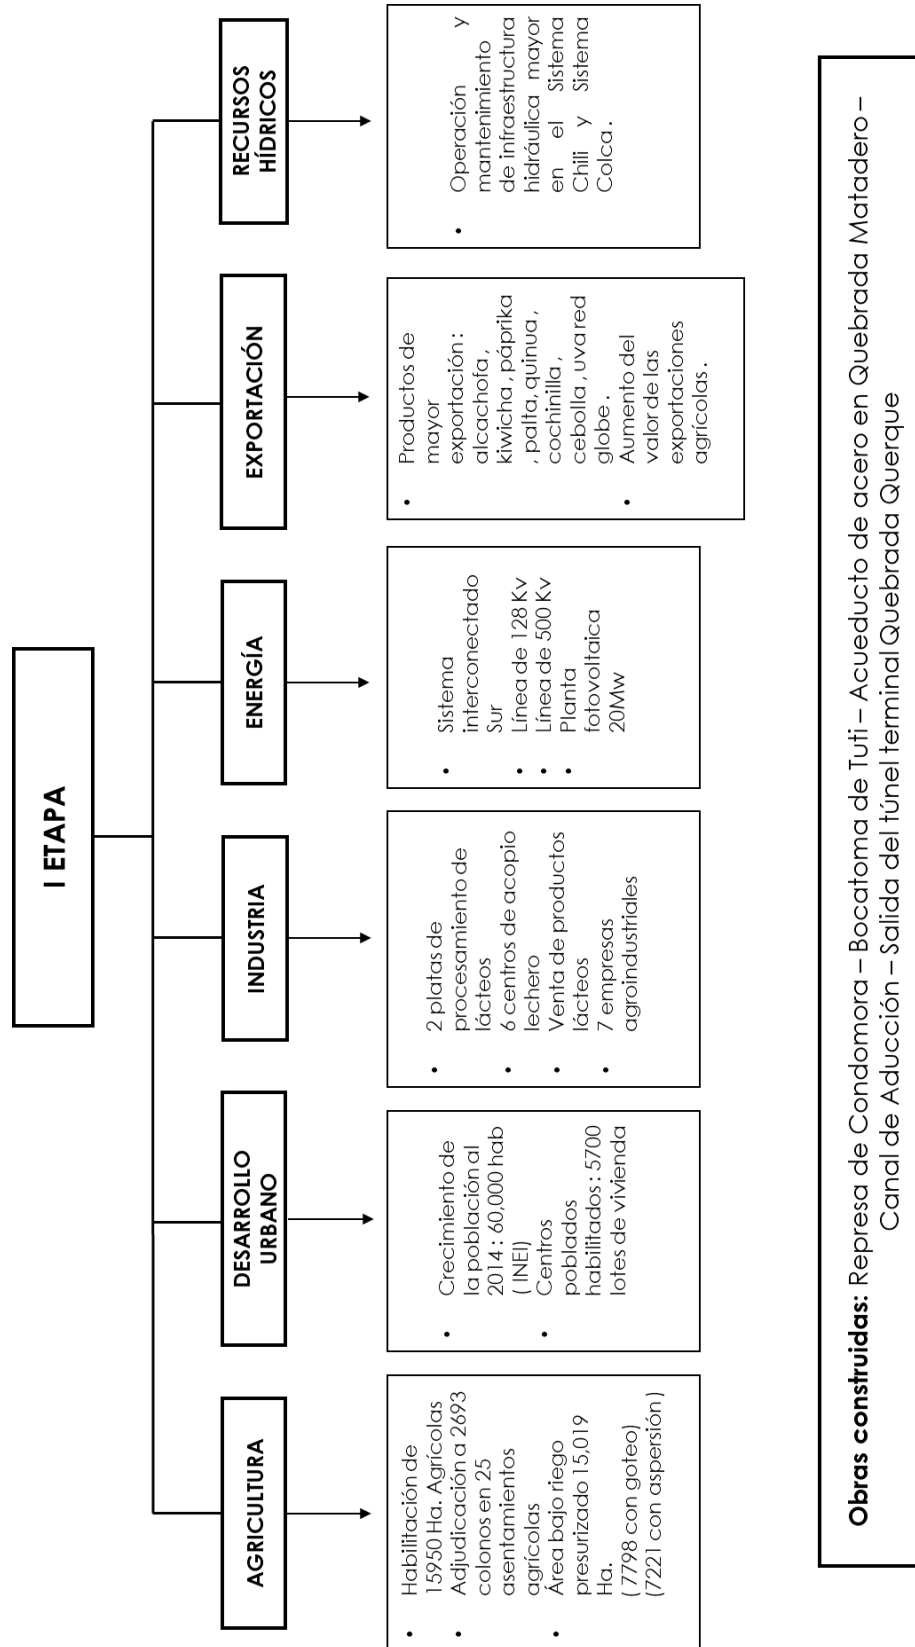 I ETAPA
AGRICULTURA
DESARROLLO
URBANO
INDUSTRIA
ENERGÍA
EXPORTACIÓN
RECURSOS
HÍDRICOS
• Habilitación de
15950 Ha. Agrícolas
• Adjudicación a 2693
colonos en 25
asentamientos
agrícolas
• Área bajo riego
presurizado 15,019
Ha.
( 7798 con goteo)
(7221 con aspersión )
• Crecimiento de
la población al
2014 : 60,000 hab
( INEI)
• Centros
poblados
habilitados : 5700
lotes de vivienda
• 2 platas de
procesamiento de
lácteos
• 6 centros de acopio
lechero
• Venta de productos
lácteos
• 7 empresas
agroindustriales
• Sistema
interconectado
Sur
• Línea de 128 Kv
• Línea de 500 Kv
• Planta
fotovoltaica
20Mw
• Productos de
mayor
exportación :
alcachofa ,
kiwicha , páprika
, palta, quinua ,
cochinilla ,
cebolla , uva red
globe .
• Aumento del
valor de las
exportaciones
agrícolas .
• Operación y
mantenimiento
de infraestructura
hidráulica mayor
en el Sistema
Chili y Sistema
Colca .
Obras construidas: Represa de Condomora – Bocatoma de Tuti – Acueducto de acero en Quebrada Matadero –
Canal de Aducción – Salida del túnel terminal Quebrada Querque